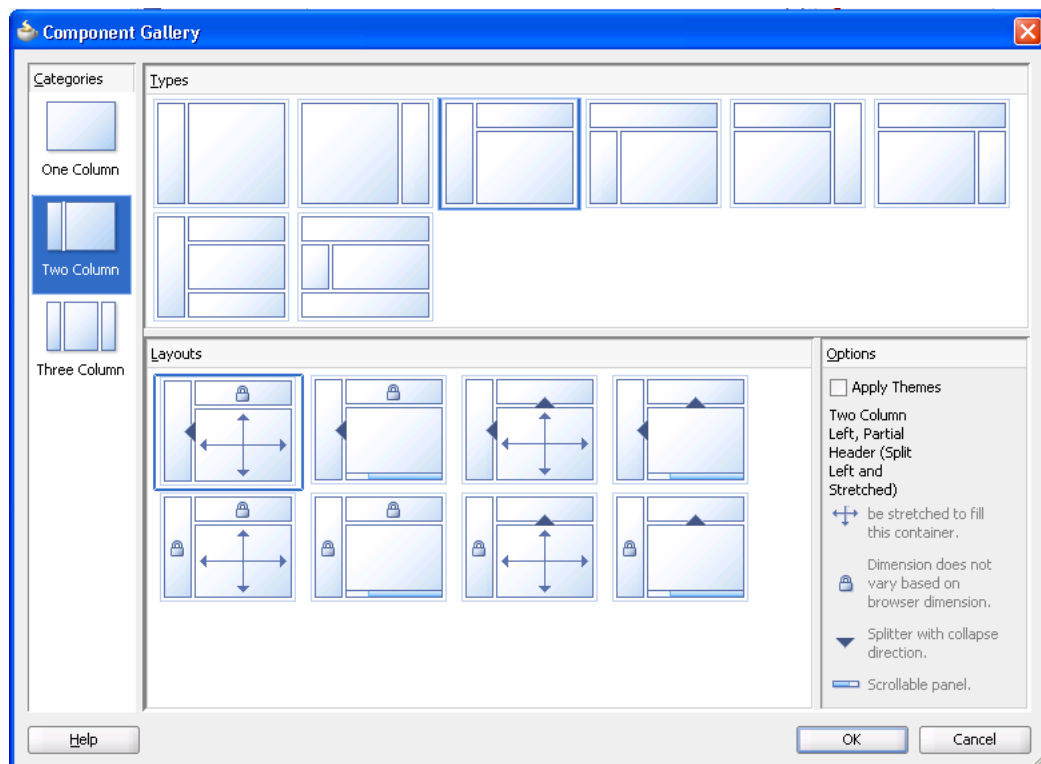 Component Gallery
Categories
One Column
Two Column
Three Column
Types
Layouts
Options
Apply Themes
Two Column
Left, Partial
Header (Split
Left and
Stretched)
be stretched to fill
this container.
Dimension does not
vary based on
browser dimension.
Splitter with collapse
direction.
Scrollable panel.
Help
OK
Cancel